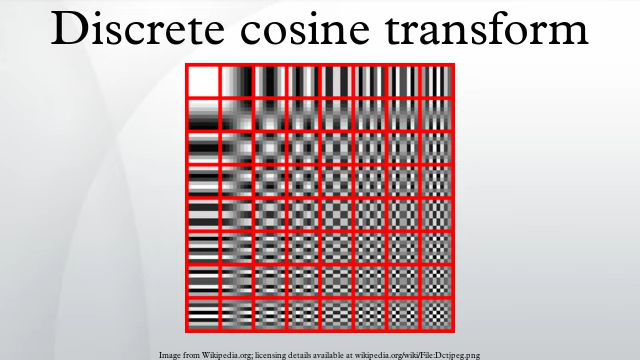 Discrete cosine transform
Image from Wikipedia.org; licensing details available at wikipedia.org/wiki/File:Dctjpeg.png